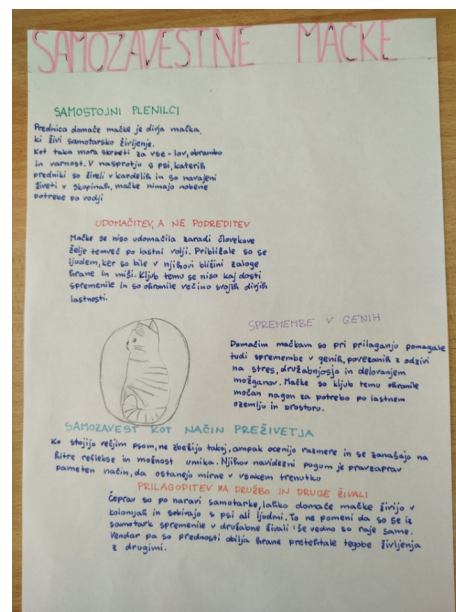 SAMOZAVESTNE MAČKE
SAMOSTOJNI PLENILCI
Prednica domače mačke je divja mačka,
ki živi samotarsko življenje.
Kot taka mora skrbeti za vse - lov, obrambo
in varnost. V nasprotju s psi, katerih
predniki so živeli v krdelih in so navajeni
živeti v skupinah, mačke nimajo nobene
potrebe po vodji
UDOMAČITEV, A NE PODREDITEV
Mačke se niso udomačila zaradi človekove
želje temveč po lastni volji. Približale so se
ljudem, ker so bile v njihovi bližini zaloge
hrane in miši. Kljub temu se niso kaj dosti
spremenile in so ohranile večino svojih divjih
lastnosti.
SPREMEMBE V GENIH
Domačim mačkam so pri prilaganju pomagale
tudi spremembe v genih, povezanih z odzivi
na stres, družabnostjo in delovanjem
možganov. Mačke so kljub temu ohranile
močan nagon za potrebo po lastnem
ozemlju in prostoru.
SAMOZAVEST KOT NAČIN PREŽIVETJA
Ko stojijo večjim psom, ne zbežijo takoj, ampak ocenijo razmere in se zanašajo na
hitre reflekse in možnost umika. Njihov navidezni pogum je pravzaprav
pameten način, da ostanejo mirne v vsakem trenutku
PRILAGODITEV NA DRUŽBO IN DRUGE ŽIVALI
Čeprav so po naravi samotarke, lahko domače mačke živijo v
kolonijah in sobivajo s psi ali ljudmi. To ne pomeni da so se iz
samotark spremenile v družabne živali še vedno so raje same.
Vendar pa so prednosti obilja hrane pretehtale tegobe življenja
z drugimi.